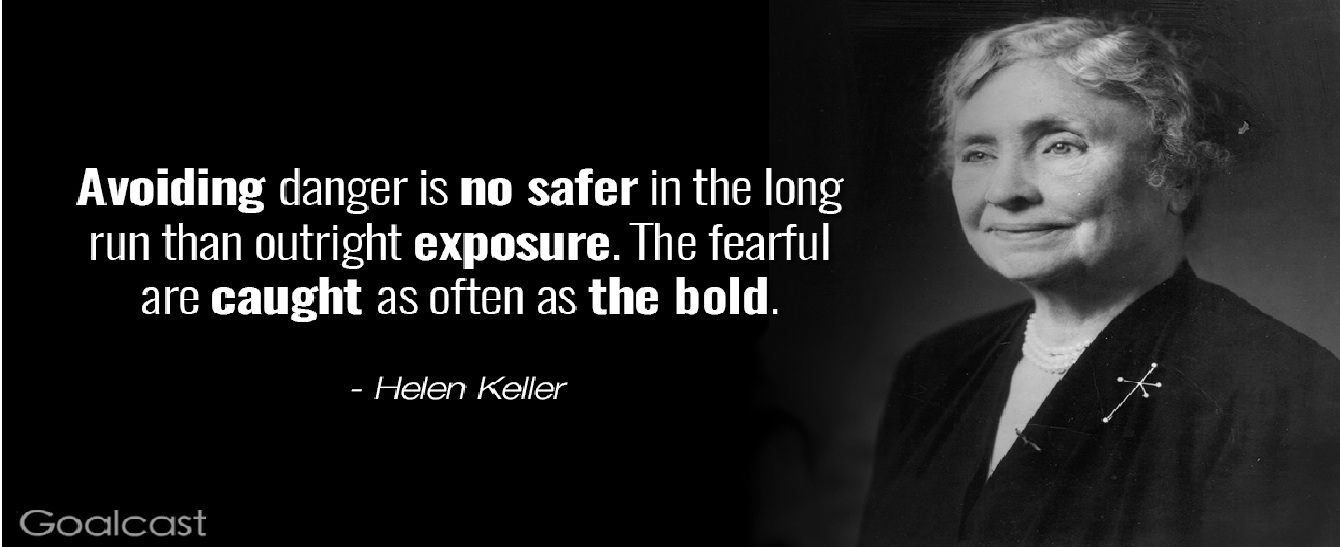 Avoiding danger is no safer in the long
run than outright exposure. The fearful
are caught as often as the bold.
- Helen Keller
Goalcast